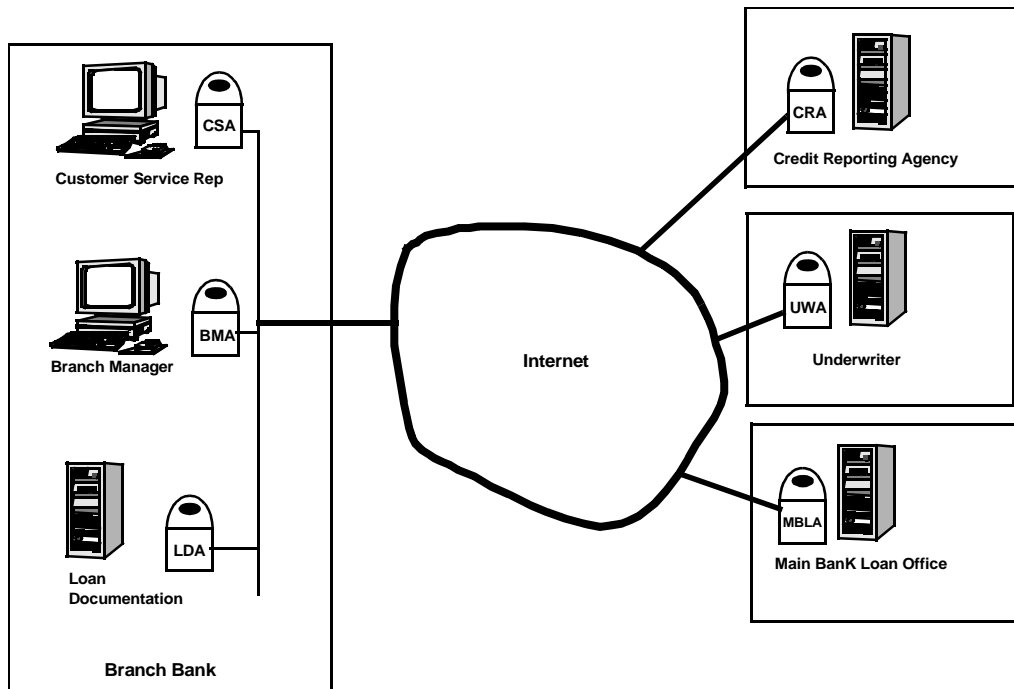 CSA
Customer Service Rep
BMA
Branch Manager
LDA
Loan
Documentation
Branch Bank
Internet
CRA
Credit Reporting Agency
UWA
Underwriter
MBLA
Main BanK Loan Office